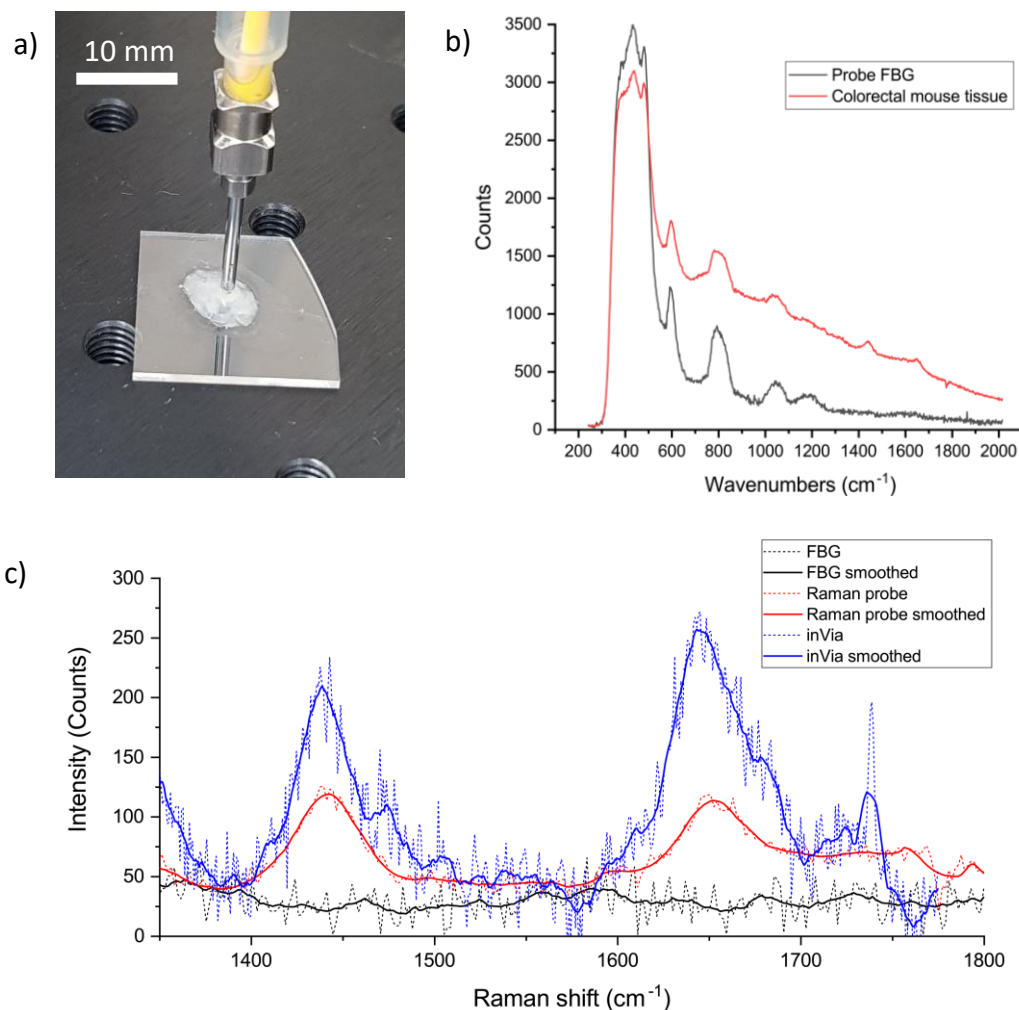 a)
10 mm
b)
3500
3000
2500
2000
1500
1000
500
0
Counts
Probe FBG
Colorectal mouse tissue
200 400 600 800 1000 1200 1400 1600 1800 2000
Wavenumbers (cm⁻¹)
c)
300
250
200
150
100
50
0
Intensity (Counts)
FBG
FBG smoothed
Raman probe
Raman probe smoothed
inVia
inVia smoothed
1400 1500 1600 1700 1800
Raman shift (cm⁻¹)